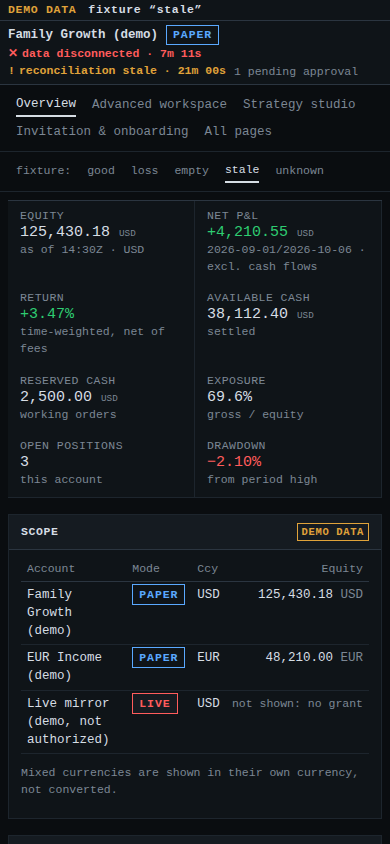 DEMO DATA fixture “stale”
Family Growth (demo) PAPER
✕ data disconnected · 7m 11s
! reconciliation stale · 21m 00s 1 pending approval
Overview Advanced workspace Strategy studio
Invitation & onboarding All pages
fixture: good loss empty stale unknown
EQUITY
125,430.18 USD
as of 14:30Z · USD
NET P&L
+4,210.55 USD
2026-09-01/2026-10-06 ·
excl. cash flows
RETURN
+3.47%
time-weighted, net of
fees
AVAILABLE CASH
38,112.40 USD
settled
RESERVED CASH
2,500.00 USD
working orders
EXPOSURE
69.6%
gross / equity
OPEN POSITIONS
3
this account
DRAWDOWN
−2.10%
from period high
SCOPE DEMO DATA
Account Mode Ccy Equity
Family PAPER USD 125,430.18 USD
Growth
(demo)
EUR Income PAPER EUR 48,210.00 EUR
(demo)
Live mirror LIVE USD not shown: no grant
(demo, not
authorized)
Mixed currencies are shown in their own currency,
not converted.